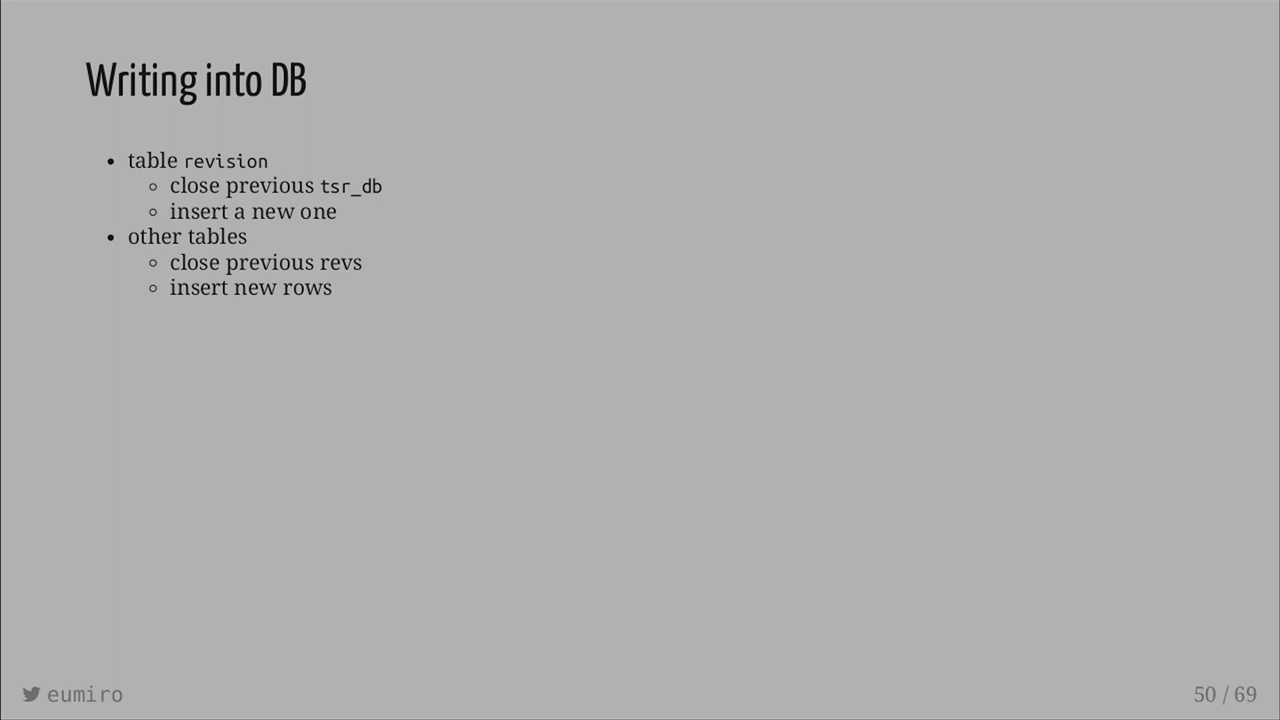 Writing into DB
table revision
close previous tsr_db
insert a new one
other tables
close previous revs
insert new rows
eumiro
50 / 69